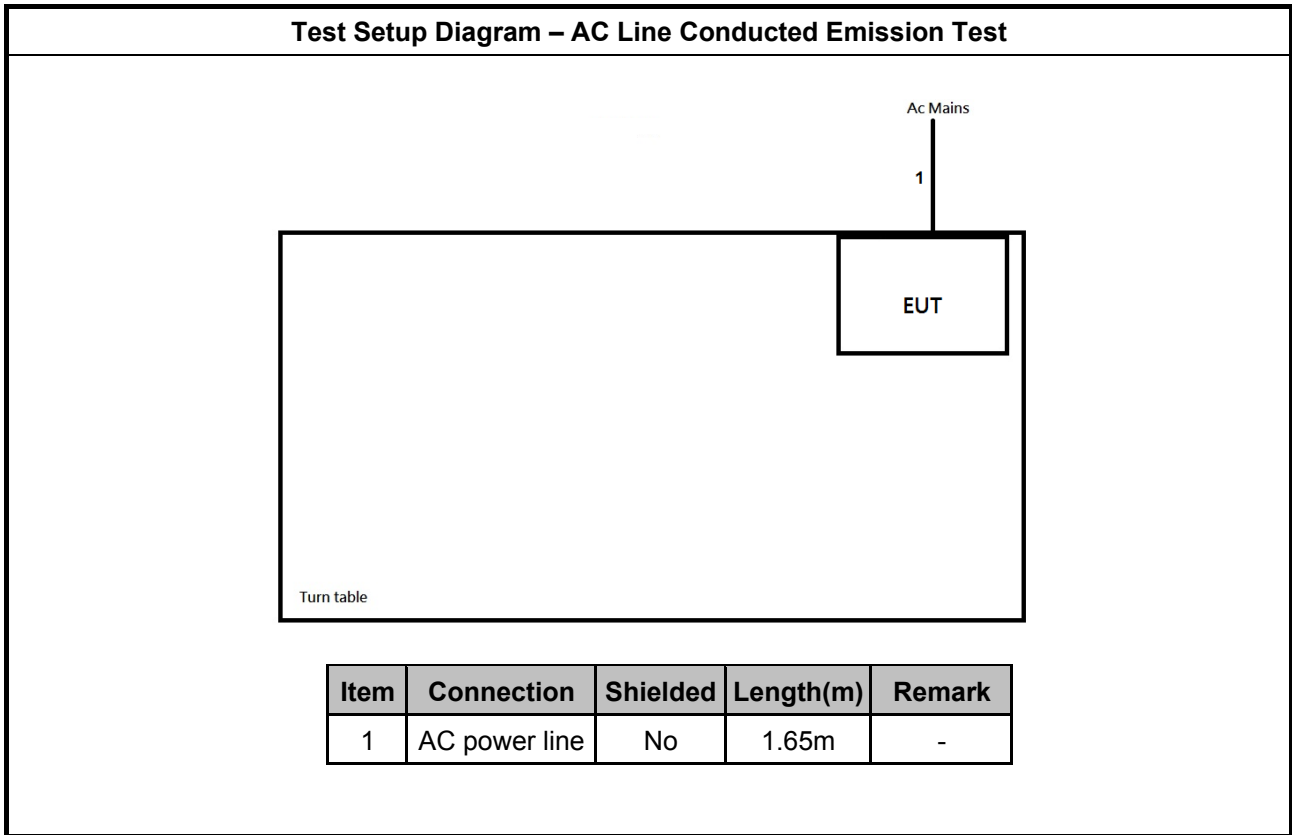 Test Setup Diagram – AC Line Conducted Emission Test
Ac Mains
1
EUT
Turn table
Item Connection Shielded Length(m) Remark
1 AC power line No 1.65m -